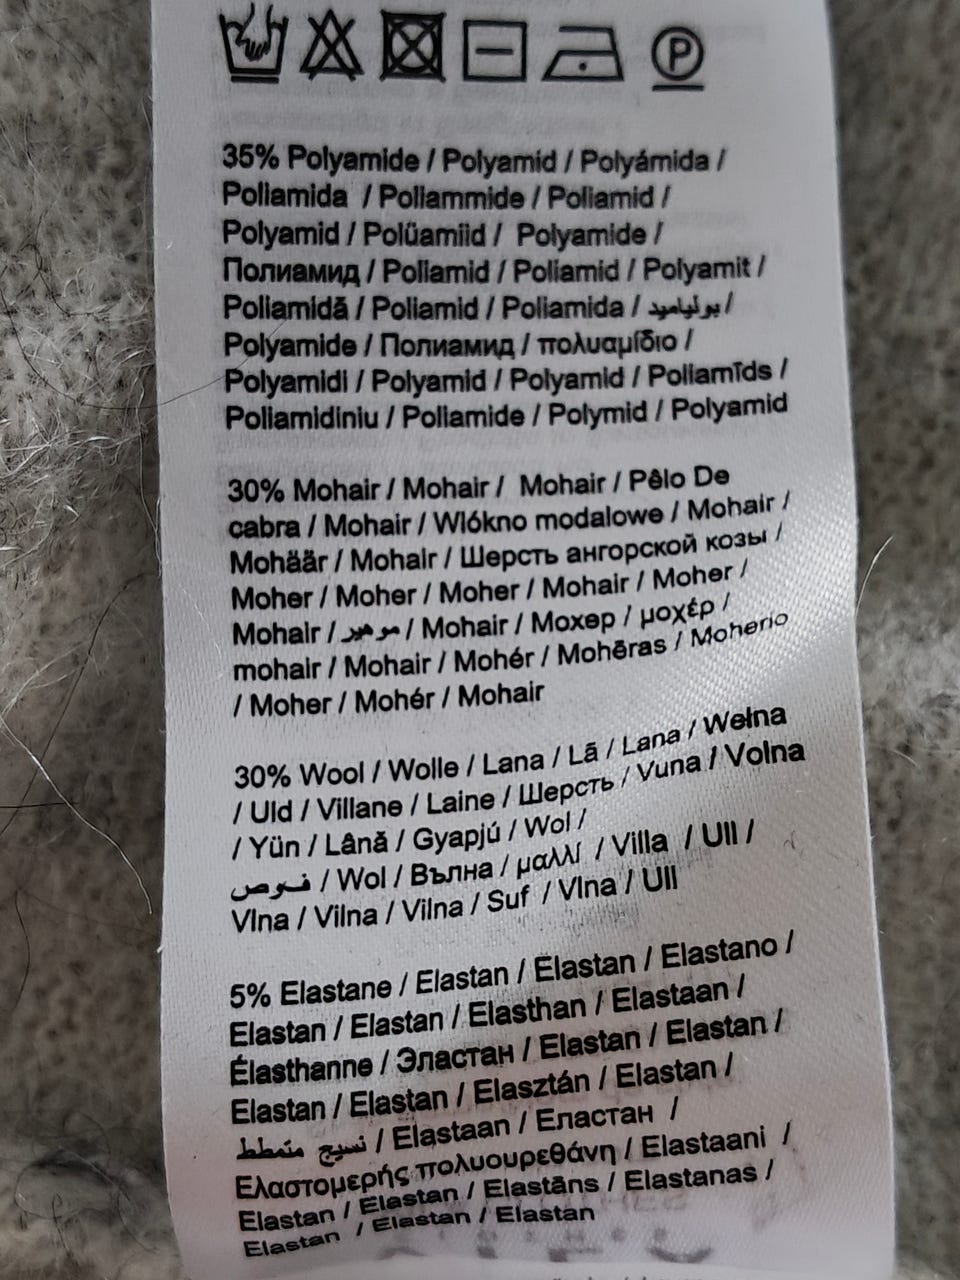 P
35% Polyamide / Polyamid / Polyámida /
Poliamida / Poliammide / Poliamid /
Polyamid / Polüamiid / Polyamide /
Полиамид / Poliamid / Poliamid / Polyamit /
Poliamidă / Poliamid / Poliamida / بولياميد /
Polyamide / Полиамид / πολυαμίδιο /
Polyamidi / Polyamid / Polyamid / Poliamīds /
Poliamidiniu / Poliamide / Polymid / Polyamid
30% Mohair / Mohair / Mohair / Pêlo De
cabra / Mohair / Wlókno modalowe / Mohair /
Mohäär / Mohair / Шерсть ангорской козы /
Moher / Moher / Moher / Mohair / Moher /
Mohair / موهير / Mohair / Мохер / μοχέρ /
mohair / Mohair / Mohér / Mohēras / Moherio
/ Moher / Mohér / Mohair
30% Wool / Wolle / Lana / Lã / Lana / Wełna
/ Uld / Villane / Laine / Шерсть / Vuna / Volna
/ Yün / Lână / Gyapjú / Wol /
صوف / Wol / Вълна / μαλλί / Villa / Ull /
Vlna / Vilna / Vilna / Suf / Vlna / Ull
5% Elastane / Elastan / Elastan / Elastano /
Elastan / Elastan / Elasthan / Elastaan /
Élasthanne / Эластан / Elastan / Elastan /
Elastan / Elastan / Elasztán / Elastan /
نسيج متمطط / Elastaan / Еластан /
Ελαστομερής πολυουρεθάνη / Elastaani /
Elastan / Elastan / Elastāns / Elastanas /
Elastan / Elastan / Elastan